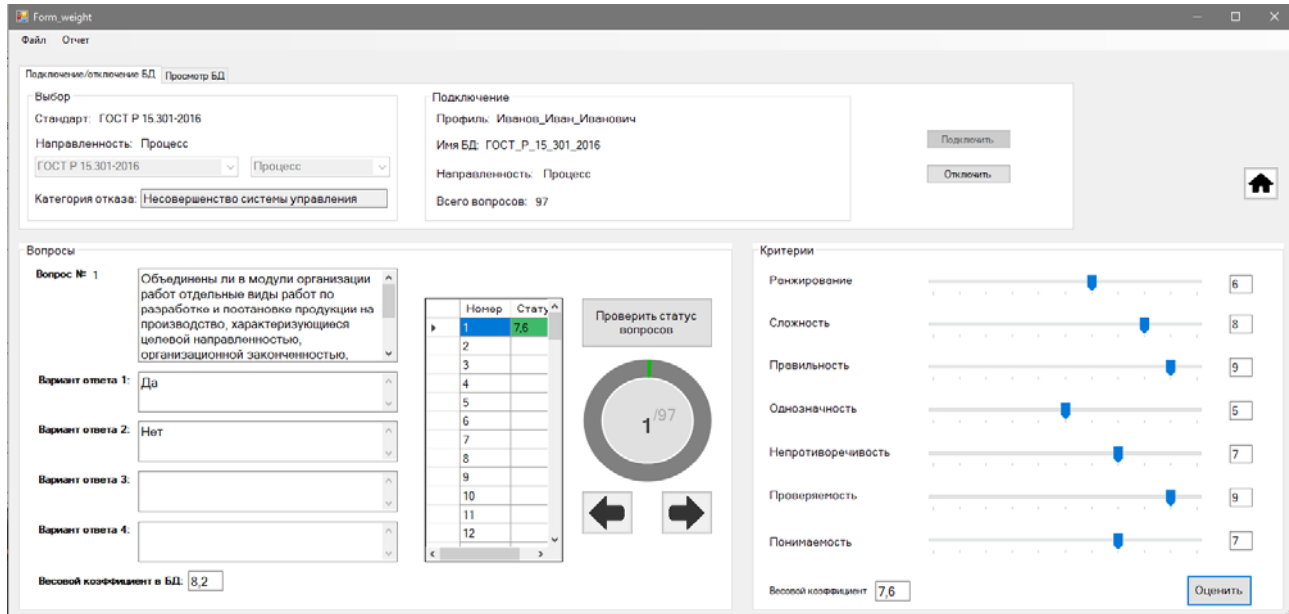 Form_weight
Файл Отчет
Подключение/отключение БД Просмотр БД
Выбор
Стандарт: ГОСТ Р 15.301-2016
Направленность: Процесс
ГОСТ Р 15.301-2016 Процесс
Категория отказа: Несовершенство системы управления
Подключение
Профиль: Иванов_Иван_Иванович
Имя БД: ГОСТ_Р_15_301_2016
Направленность: Процесс
Всего вопросов: 97
Подключить
Отключить
Вопросы
Вопрос № 1
Объединены ли в модули организации
работ отдельные виды работ по
разработке и постановке продукции на
производство, характеризующиеся
целевой направленностью,
организационной законченностью,
Вариант ответа 1: Да
Вариант ответа 2: Нет
Вариант ответа 3:
Вариант ответа 4:
Весовой коэффициент в БД: 8,2
Номер Стату
1 7,6
2
3
4
5
6
7
8
9
10
11
12
Проверить статус
вопросов
1/97
Критерии
Ранжирование 6
Сложность 8
Правильность 9
Однозначность 5
Непротиворечивость 7
Проверяемость 9
Понимаемость 7
Весовой коэффициент 7,6
Оценить